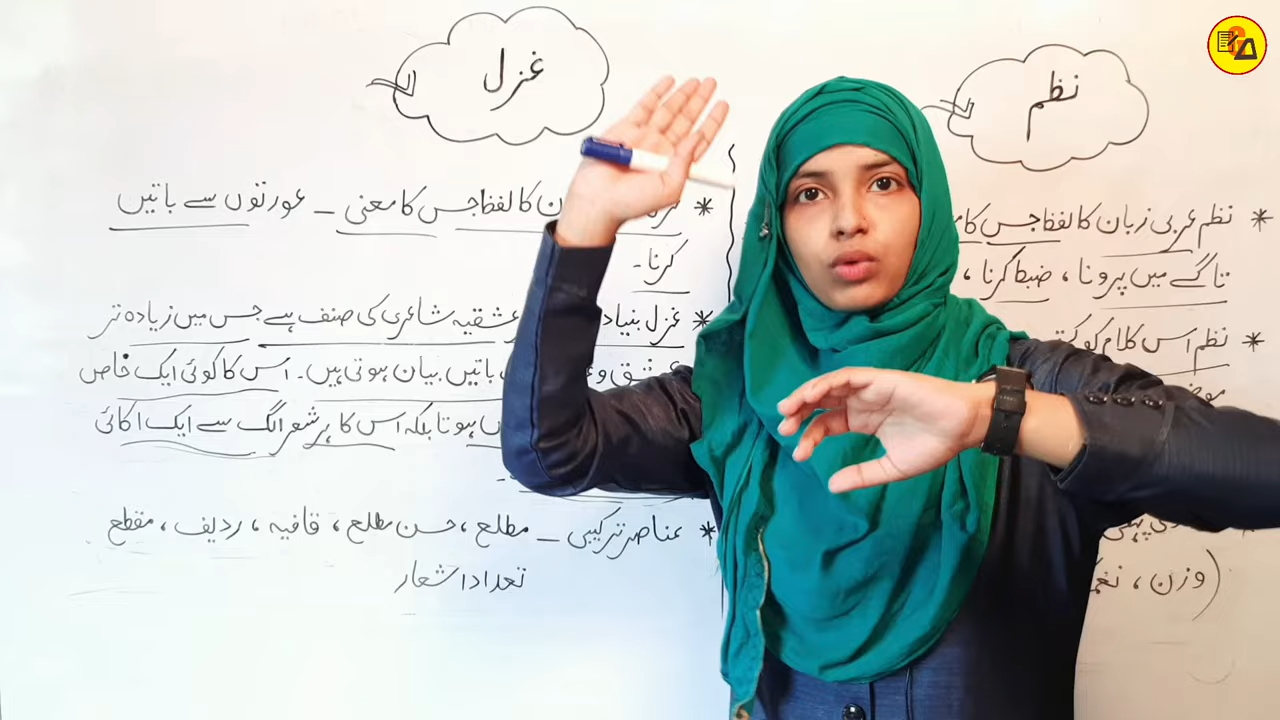 نظم
* نظم عربی زبان کا لفظ جس کا
تاگے میں پرونا ، ضبط کرنا ،
* نظم اس کلام کو
(وزن ،
غزل
* کا لفظ جس کا معنی _ عورتوں سے باتیں
کرنا۔
* غزل عشقیہ شاعری کی صنف ہے جس میں زیادہ تر
باتیں بیان ہوتی ہیں۔ اس کا کوئی ایک خاص
ہوتا بلکہ اس کا ہر شعر الگ سے ایک اکائی
* عناصر ترکیبی _ مطلع ، حسن مطلع ، قافیہ ، ردیف ، مقطع
تعداد اشعار